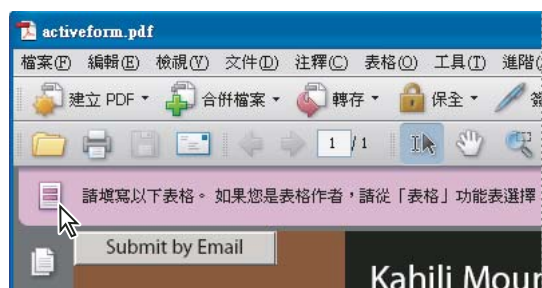 activeform.pdf
檔案(F) 編輯(E) 檢視(V) 文件(D) 注釋(C) 表格(O) 工具(T) 進階(
建立 PDF 合併檔案 轉存 保全
1 / 1
請填寫以下表格。如果您是表格作者，請從「表格」功能表選擇
Submit by Email
Kahili Mour